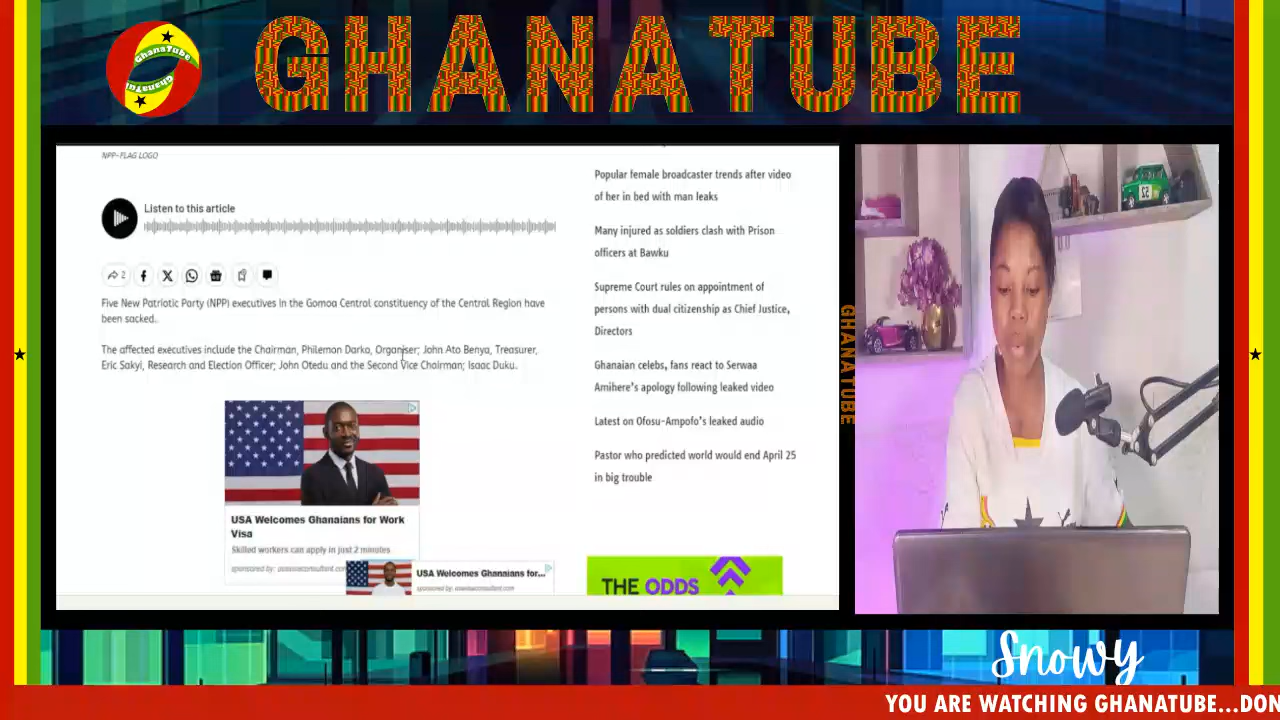 GhanaTube
GhanaTube
GHANATUBE
NPP-FLAG LOGO
Listen to this article
2
Five New Patriotic Party (NPP) executives in the Gomoa Central constituency of the Central Region have
been sacked.
The affected executives include the Chairman, Philemon Darko, Organiser; John Ato Benya, Treasurer,
Eric Sakyi, Research and Election Officer; John Otedu and the Second Vice Chairman; Isaac Duku.
USA Welcomes Ghanaians for Work
Visa
Skilled workers can apply in just 2 minutes
sponsored by:
USA Welcomes Ghanaians for...
sponsored by:
Popular female broadcaster trends after video
of her in bed with man leaks
Many injured as soldiers clash with Prison
officers at Bawku
Supreme Court rules on appointment of
persons with dual citizenship as Chief Justice,
Directors
Ghanaian celebs, fans react to Serwaa
Amihere's apology following leaked video
Latest on Ofosu-Ampofo's leaked audio
Pastor who predicted world would end April 25
in big trouble
THE ODDS
GHANATUBE
Snowy
YOU ARE WATCHING GHANATUBE...DON